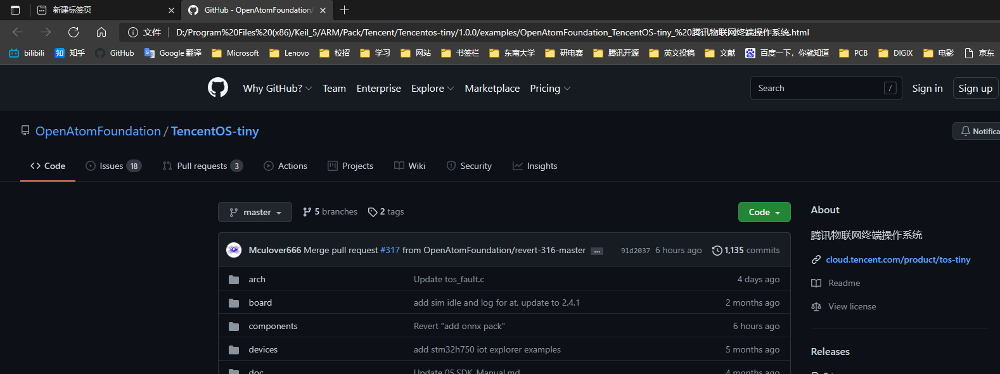 新建标签页
GitHub - OpenAtomFoundation/
文件 D:/Program%20Files%20(x86)/Keil_5/ARM/Pack/Tencent/Tencentos-tiny/1.0.0/examples/OpenAtomFoundation_TencentOS-tiny_%20腾讯物联网终端操作系统.html
bilibili 知 知乎 GitHub Google 翻译 Microsoft Lenovo 校招 学习 网站 书签栏 东南大学 研电赛 腾讯开源 英文投稿 文献 百度一下，你就知道 PCB DIGIX 电影 京东
Why GitHub? Team Enterprise Explore Marketplace Pricing Search / Sign in Sign up
OpenAtomFoundation / TencentOS-tiny Notifica
Code Issues 18 Pull requests 3 Actions Projects Wiki Security Insights
master 5 branches 2 tags Code
About
腾讯物联网终端操作系统
cloud.tencent.com/product/tos-tiny
Readme
View license
Releases
Mculover666 Merge pull request #317 from OpenAtomFoundation/revert-316-master ... 91d2037 6 hours ago 1,135 commits
arch Update tos_fault.c 4 days ago
board add sim idle and log for at, update to 2.4.1 2 months ago
components Revert "add onnx pack" 6 hours ago
devices add stm32h750 iot explorer examples 5 months ago
doc Update 05.SDK-Manual.md 4 months ago